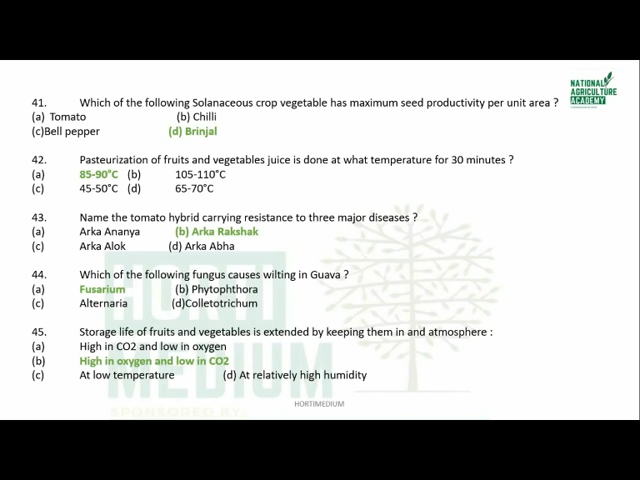 NATIONAL
AGRICULTURE
ACADEMY
41. Which of the following Solanaceous crop vegetable has maximum seed productivity per unit area ?
(a) Tomato (b) Chilli
(c)Bell pepper (d) Brinjal
42. Pasteurization of fruits and vegetables juice is done at what temperature for 30 minutes ?
(a) 85-90°C (b) 105-110°C
(c) 45-50°C (d) 65-70°C
43. Name the tomato hybrid carrying resistance to three major diseases ?
(a) Arka Ananya (b) Arka Rakshak
(c) Arka Alok (d) Arka Abha
44. Which of the following fungus causes wilting in Guava ?
(a) Fusarium (b) Phytophthora
(c) Alternaria (d)Colletotrichum
45. Storage life of fruits and vegetables is extended by keeping them in and atmosphere :
(a) High in CO2 and low in oxygen
(b) High in oxygen and low in CO2
(c) At low temperature (d) At relatively high humidity
HORTI
MEDIUM
SPONSORED BY:
HORTIMEDIUM